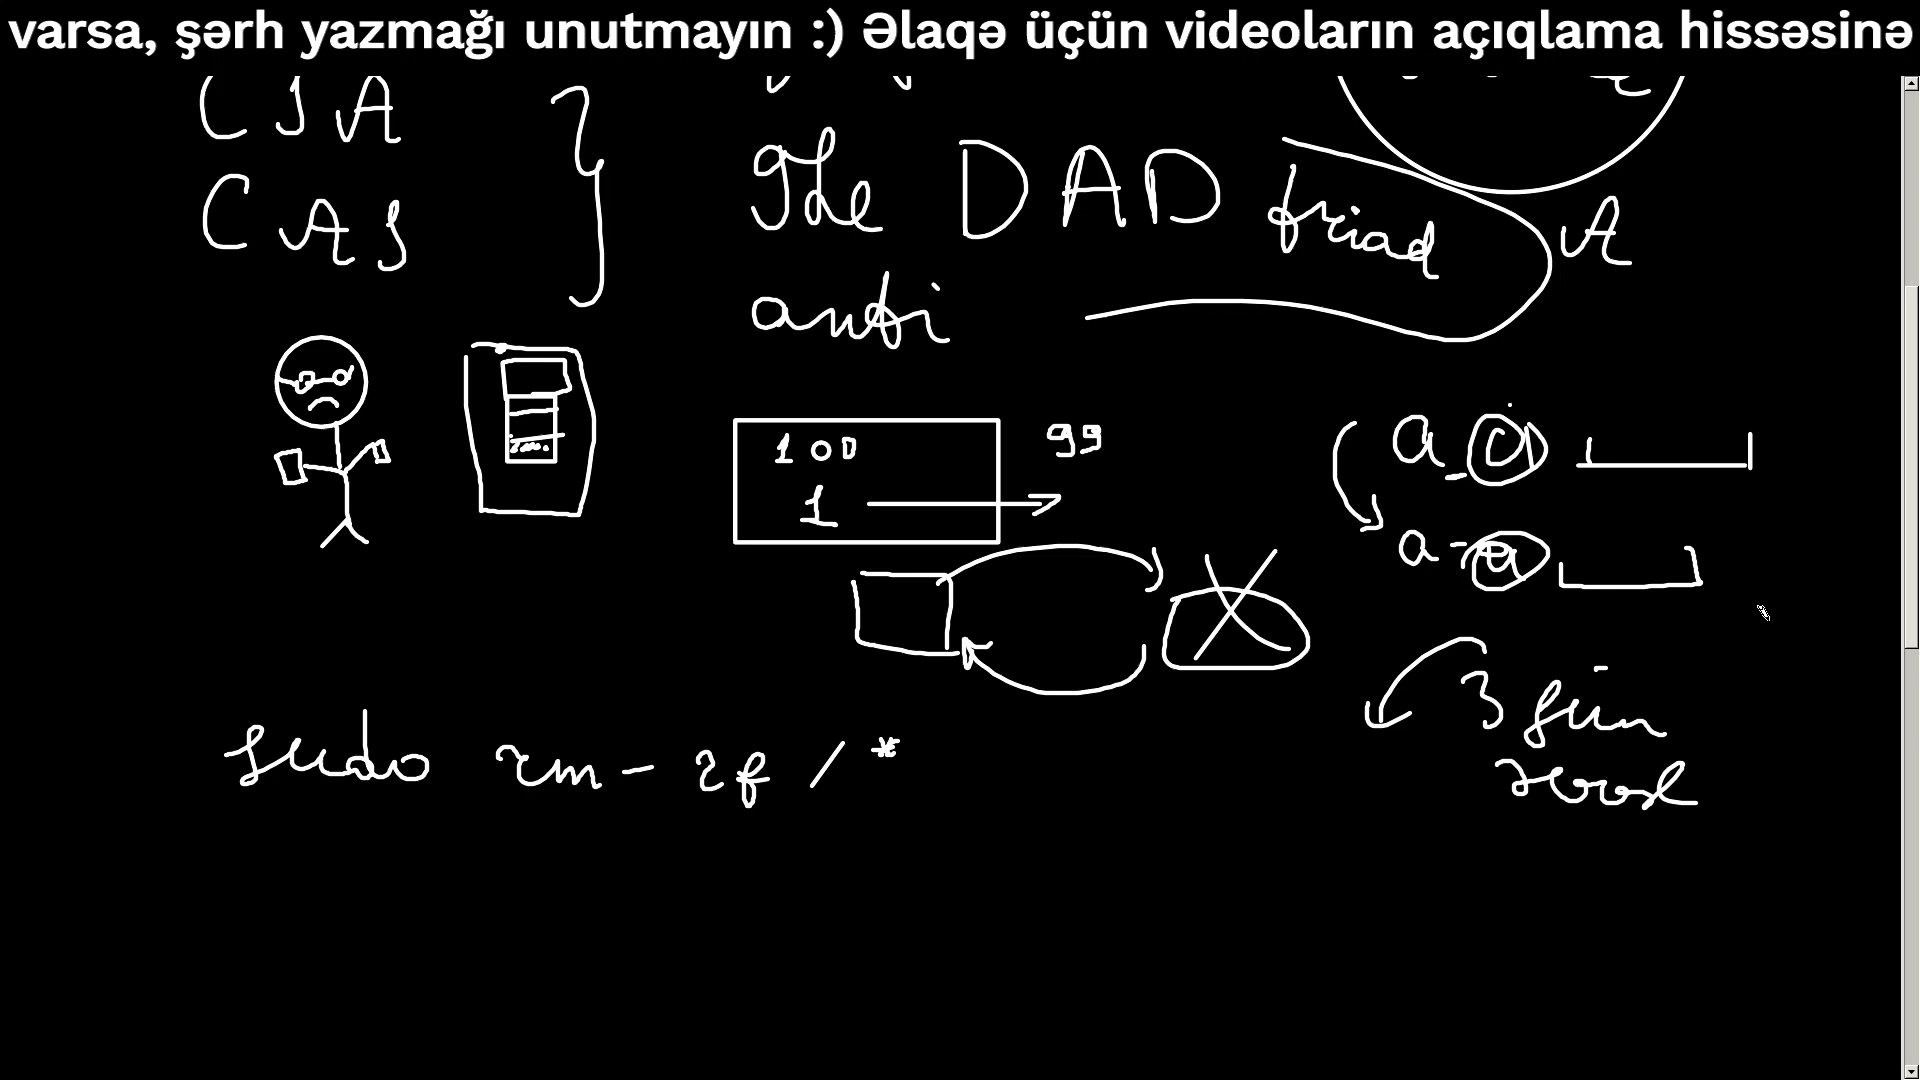 varsa, şərh yazmağı unutmayın :) Əlaqə üçün videoların açıqlama hissəsinə
CIA
CAI
The DAD triad
A
anti
100
99
1
a
a
3 gün
sudo rm - rf / *